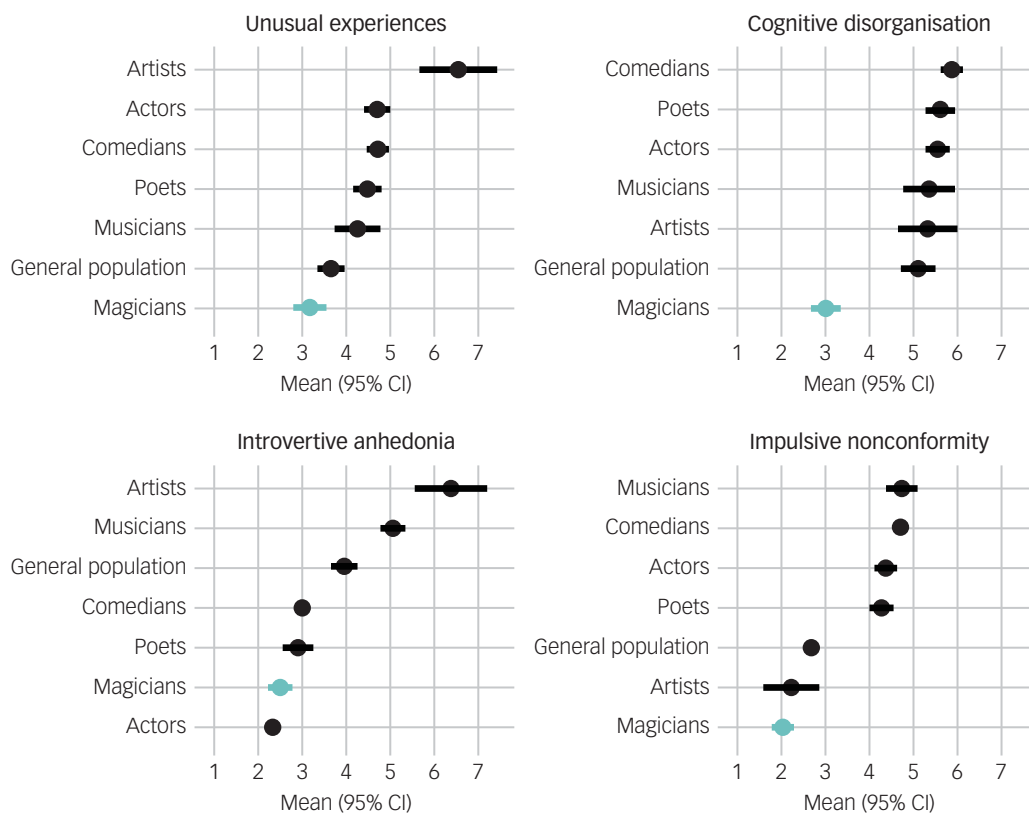 Unusual experiences
Artists
Actors
Comedians
Poets
Musicians
General population
Magicians
1 2 3 4 5 6 7
Mean (95% CI)
Cognitive disorganisation
Comedians
Poets
Actors
Musicians
Artists
General population
Magicians
1 2 3 4 5 6 7
Mean (95% CI)
Introvertive anhedonia
Artists
Musicians
General population
Comedians
Poets
Magicians
Actors
1 2 3 4 5 6 7
Mean (95% CI)
Impulsive nonconformity
Musicians
Comedians
Actors
Poets
General population
Artists
Magicians
1 2 3 4 5 6 7
Mean (95% CI)